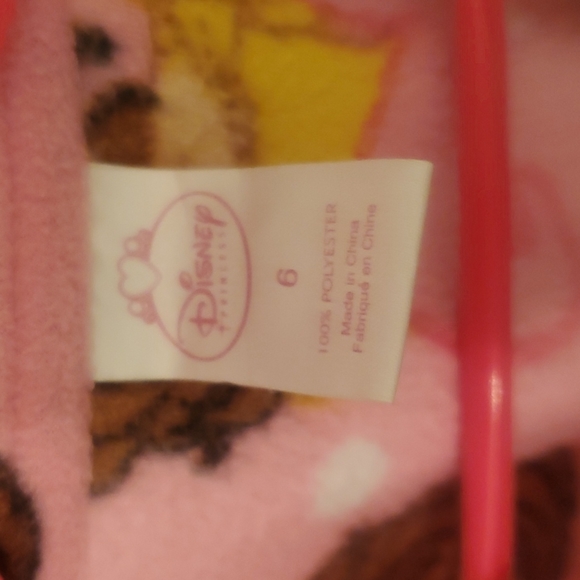 Disney
PRINCESS
6
100% POLYESTER
Made in China
Fabriqué en Chine